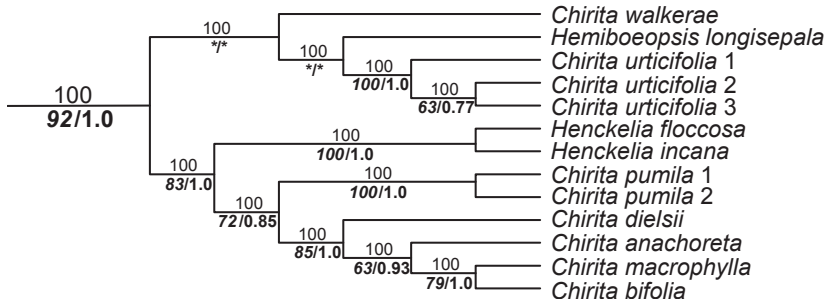 100
Chirita walkerae
*/*
100
Hemiboeopsis longisepala
*/*
100
Chirita urticifolia 1
100/1.0
100
Chirita urticifolia 2
63/0.77
Chirita urticifolia 3
100
92/1.0
100
Henckelia floccosa
100/1.0
Henckelia incana
100
83/1.0
100
Chirita pumila 1
100/1.0
Chirita pumila 2
100
72/0.85
Chirita dielsii
100
85/1.0
100
Chirita anachoreta
63/0.93
100
Chirita macrophylla
79/1.0
Chirita bifolia